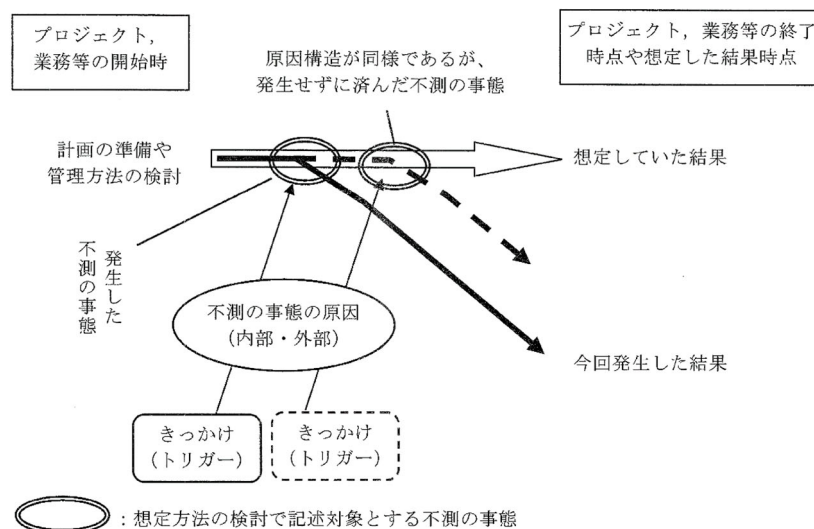 プロジェクト，
業務等の開始時
プロジェクト，業務等の終了
時点や想定した結果時点
原因構造が同様であるが、
発生せずに済んだ不測の事態
計画の準備や
管理方法の検討
想定していた結果
発生した
不測の事態
不測の事態の原因
（内部・外部）
今回発生した結果
きっかけ
（トリガー）
きっかけ
（トリガー）
：想定方法の検討で記述対象とする不測の事態